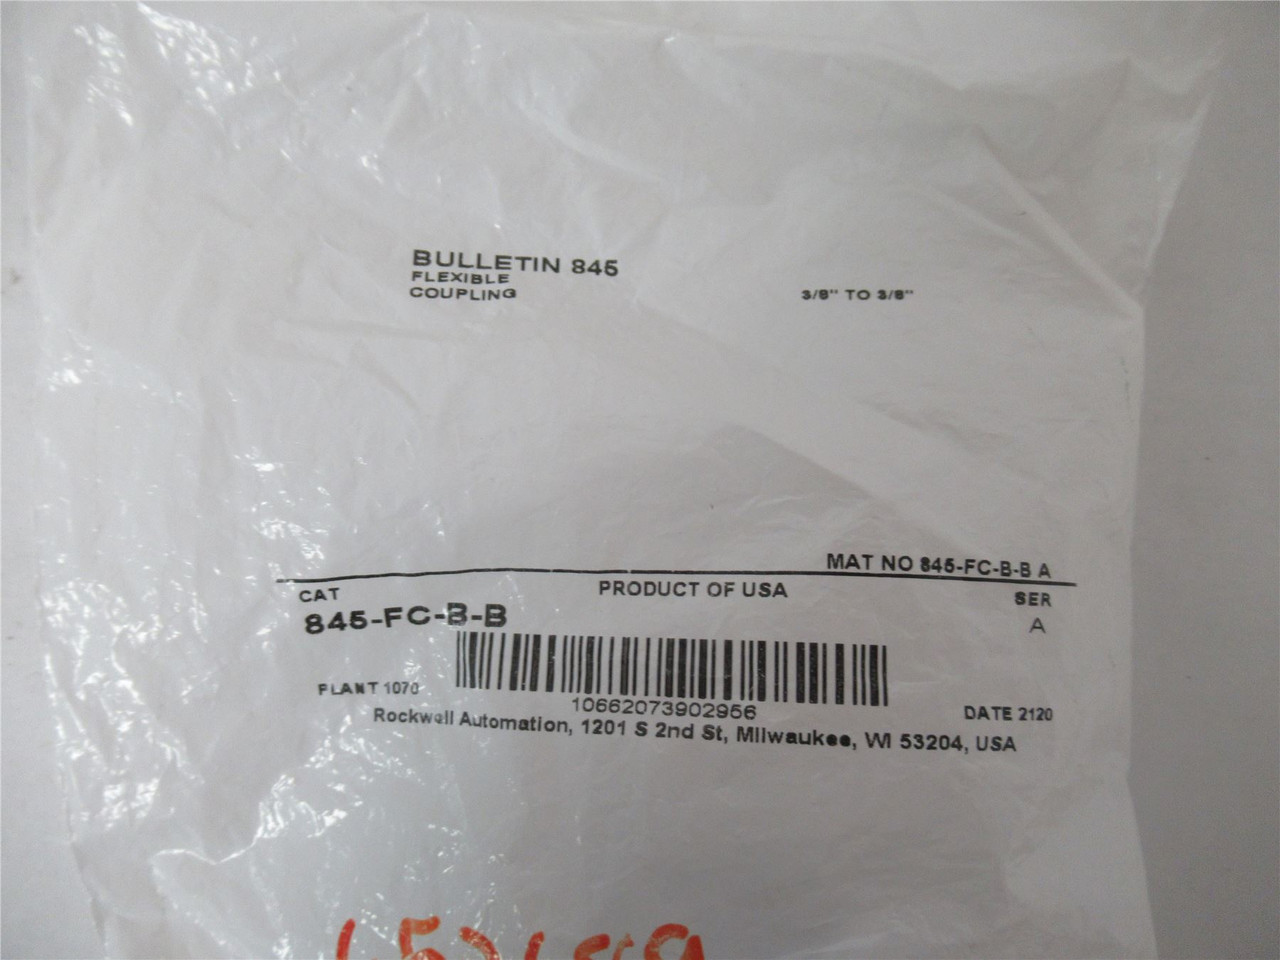 BULLETIN 845
FLEXIBLE
COUPLING 3/8" TO 3/8"
MAT NO 845-FC-B-B A
CAT PRODUCT OF USA SER
845-FC-B-B A
PLANT 1070 10662073902956 DATE 2120
Rockwell Automation, 1201 S 2nd St, Milwaukee, WI 53204, USA